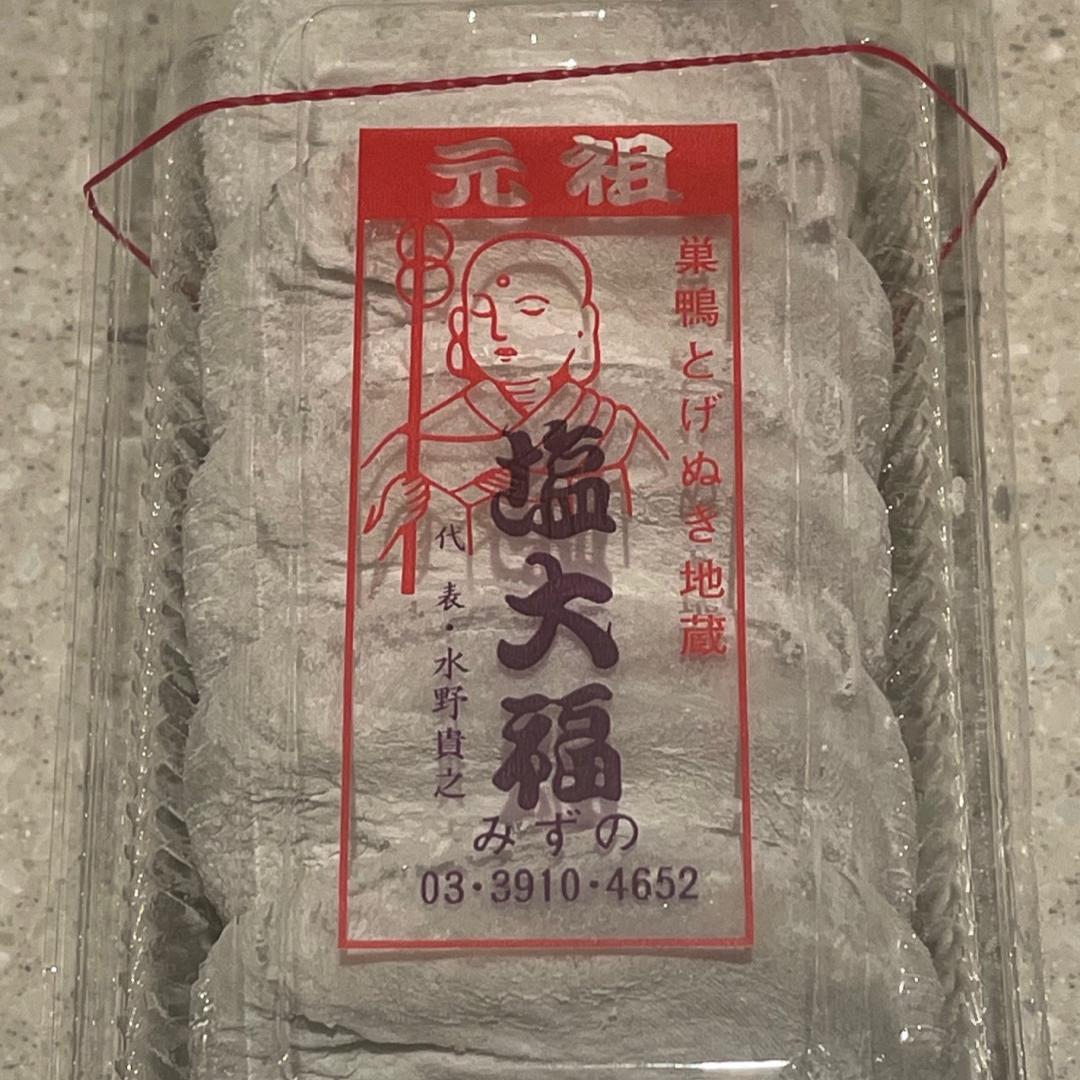 元祖
巣鴨とげぬき地蔵
塩大福
代表・水野貴之
みずの
03・3910・4652